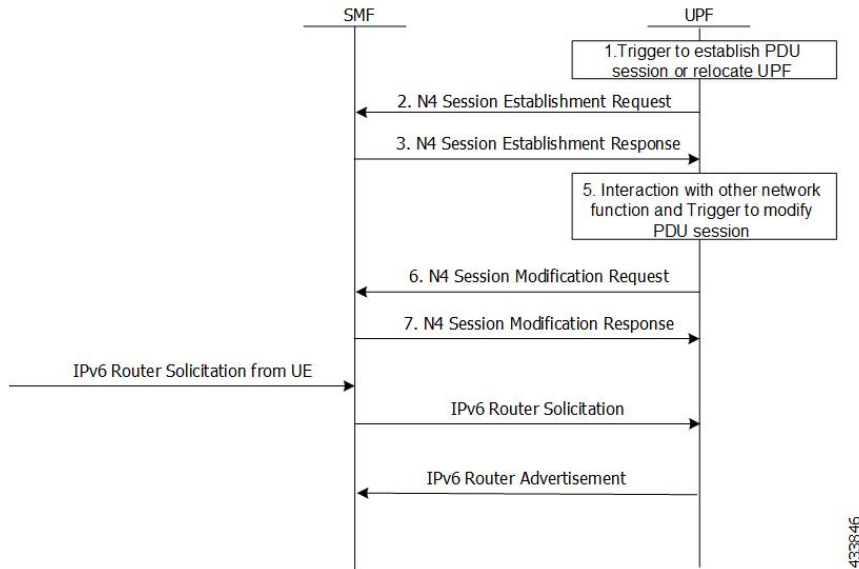 SMF
UPF
1.Trigger to establish PDU
session or relocate UPF
2. N4 Session Establishment Request
3. N4 Session Establishment Response
5. Interaction with other network
function and Trigger to modify
PDU session
6. N4 Session Modification Request
7. N4 Session Modification Response
IPv6 Router Solicitation from UE
IPv6 Router Solicitation
IPv6 Router Advertisement
433846